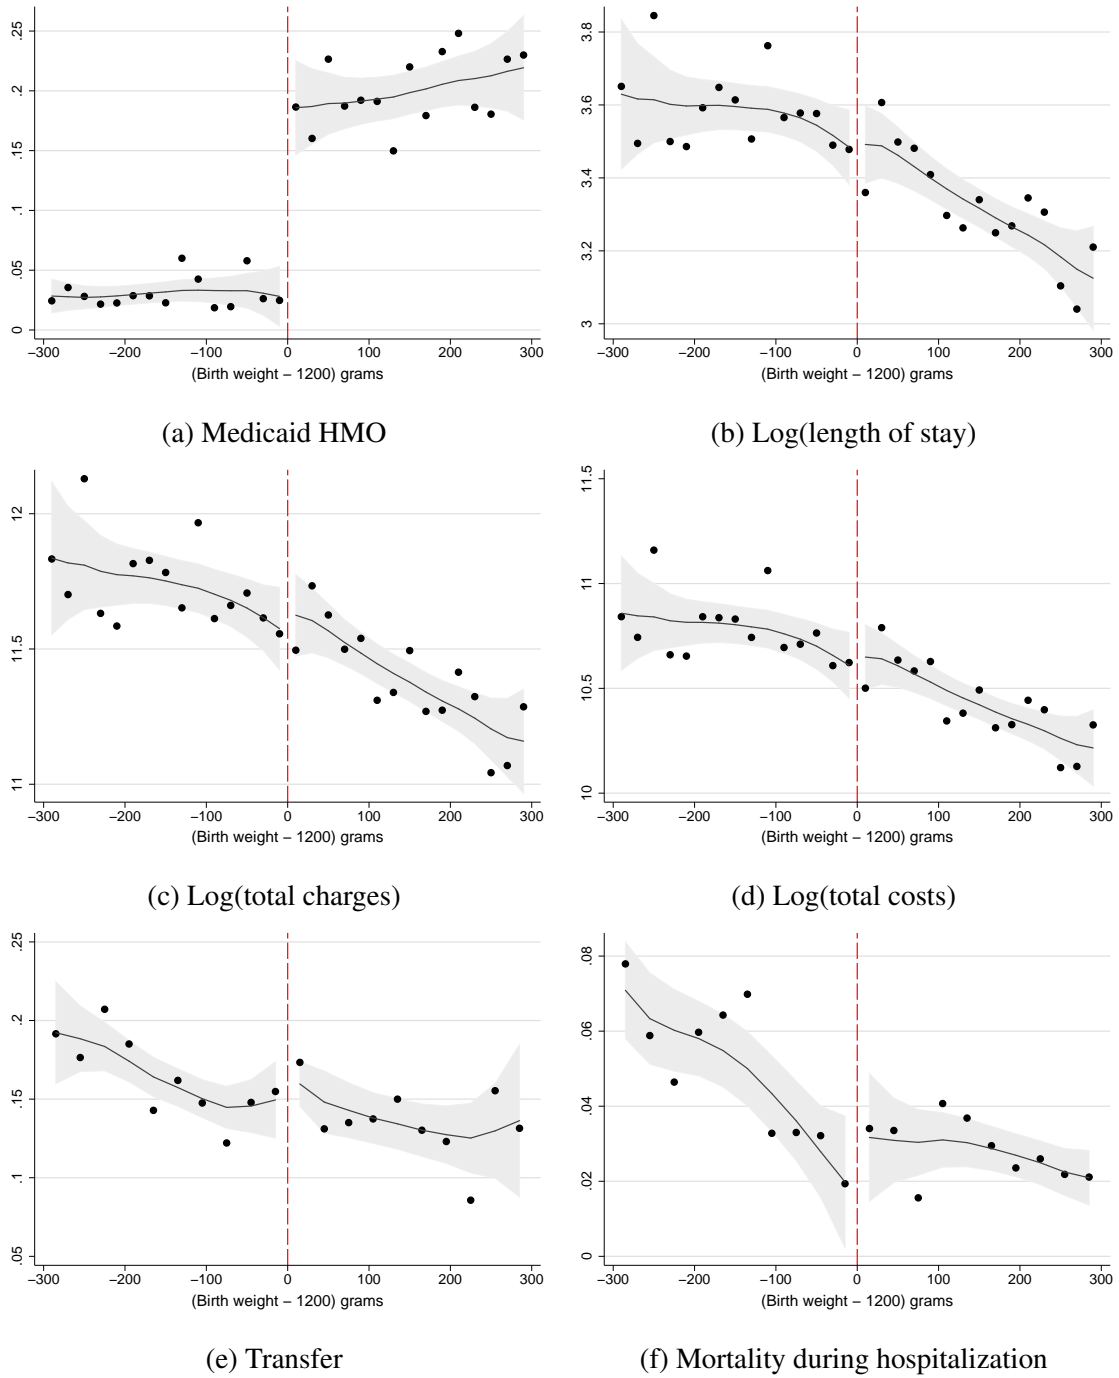 .25
.2
.15
.1
.05
0
−300 −200 −100 0 100 200 300
(Birth weight − 1200) grams
(a) Medicaid HMO
3.8
3.6
3.4
3.2
3
−300 −200 −100 0 100 200 300
(Birth weight − 1200) grams
(b) Log(length of stay)
12
11.5
11
−300 −200 −100 0 100 200 300
(Birth weight − 1200) grams
(c) Log(total charges)
11.5
11
10.5
10
−300 −200 −100 0 100 200 300
(Birth weight − 1200) grams
(d) Log(total costs)
.25
.2
.15
.1
.05
−300 −200 −100 0 100 200 300
(Birth weight − 1200) grams
(e) Transfer
.08
.06
.04
.02
0
−300 −200 −100 0 100 200 300
(Birth weight − 1200) grams
(f) Mortality during hospitalization